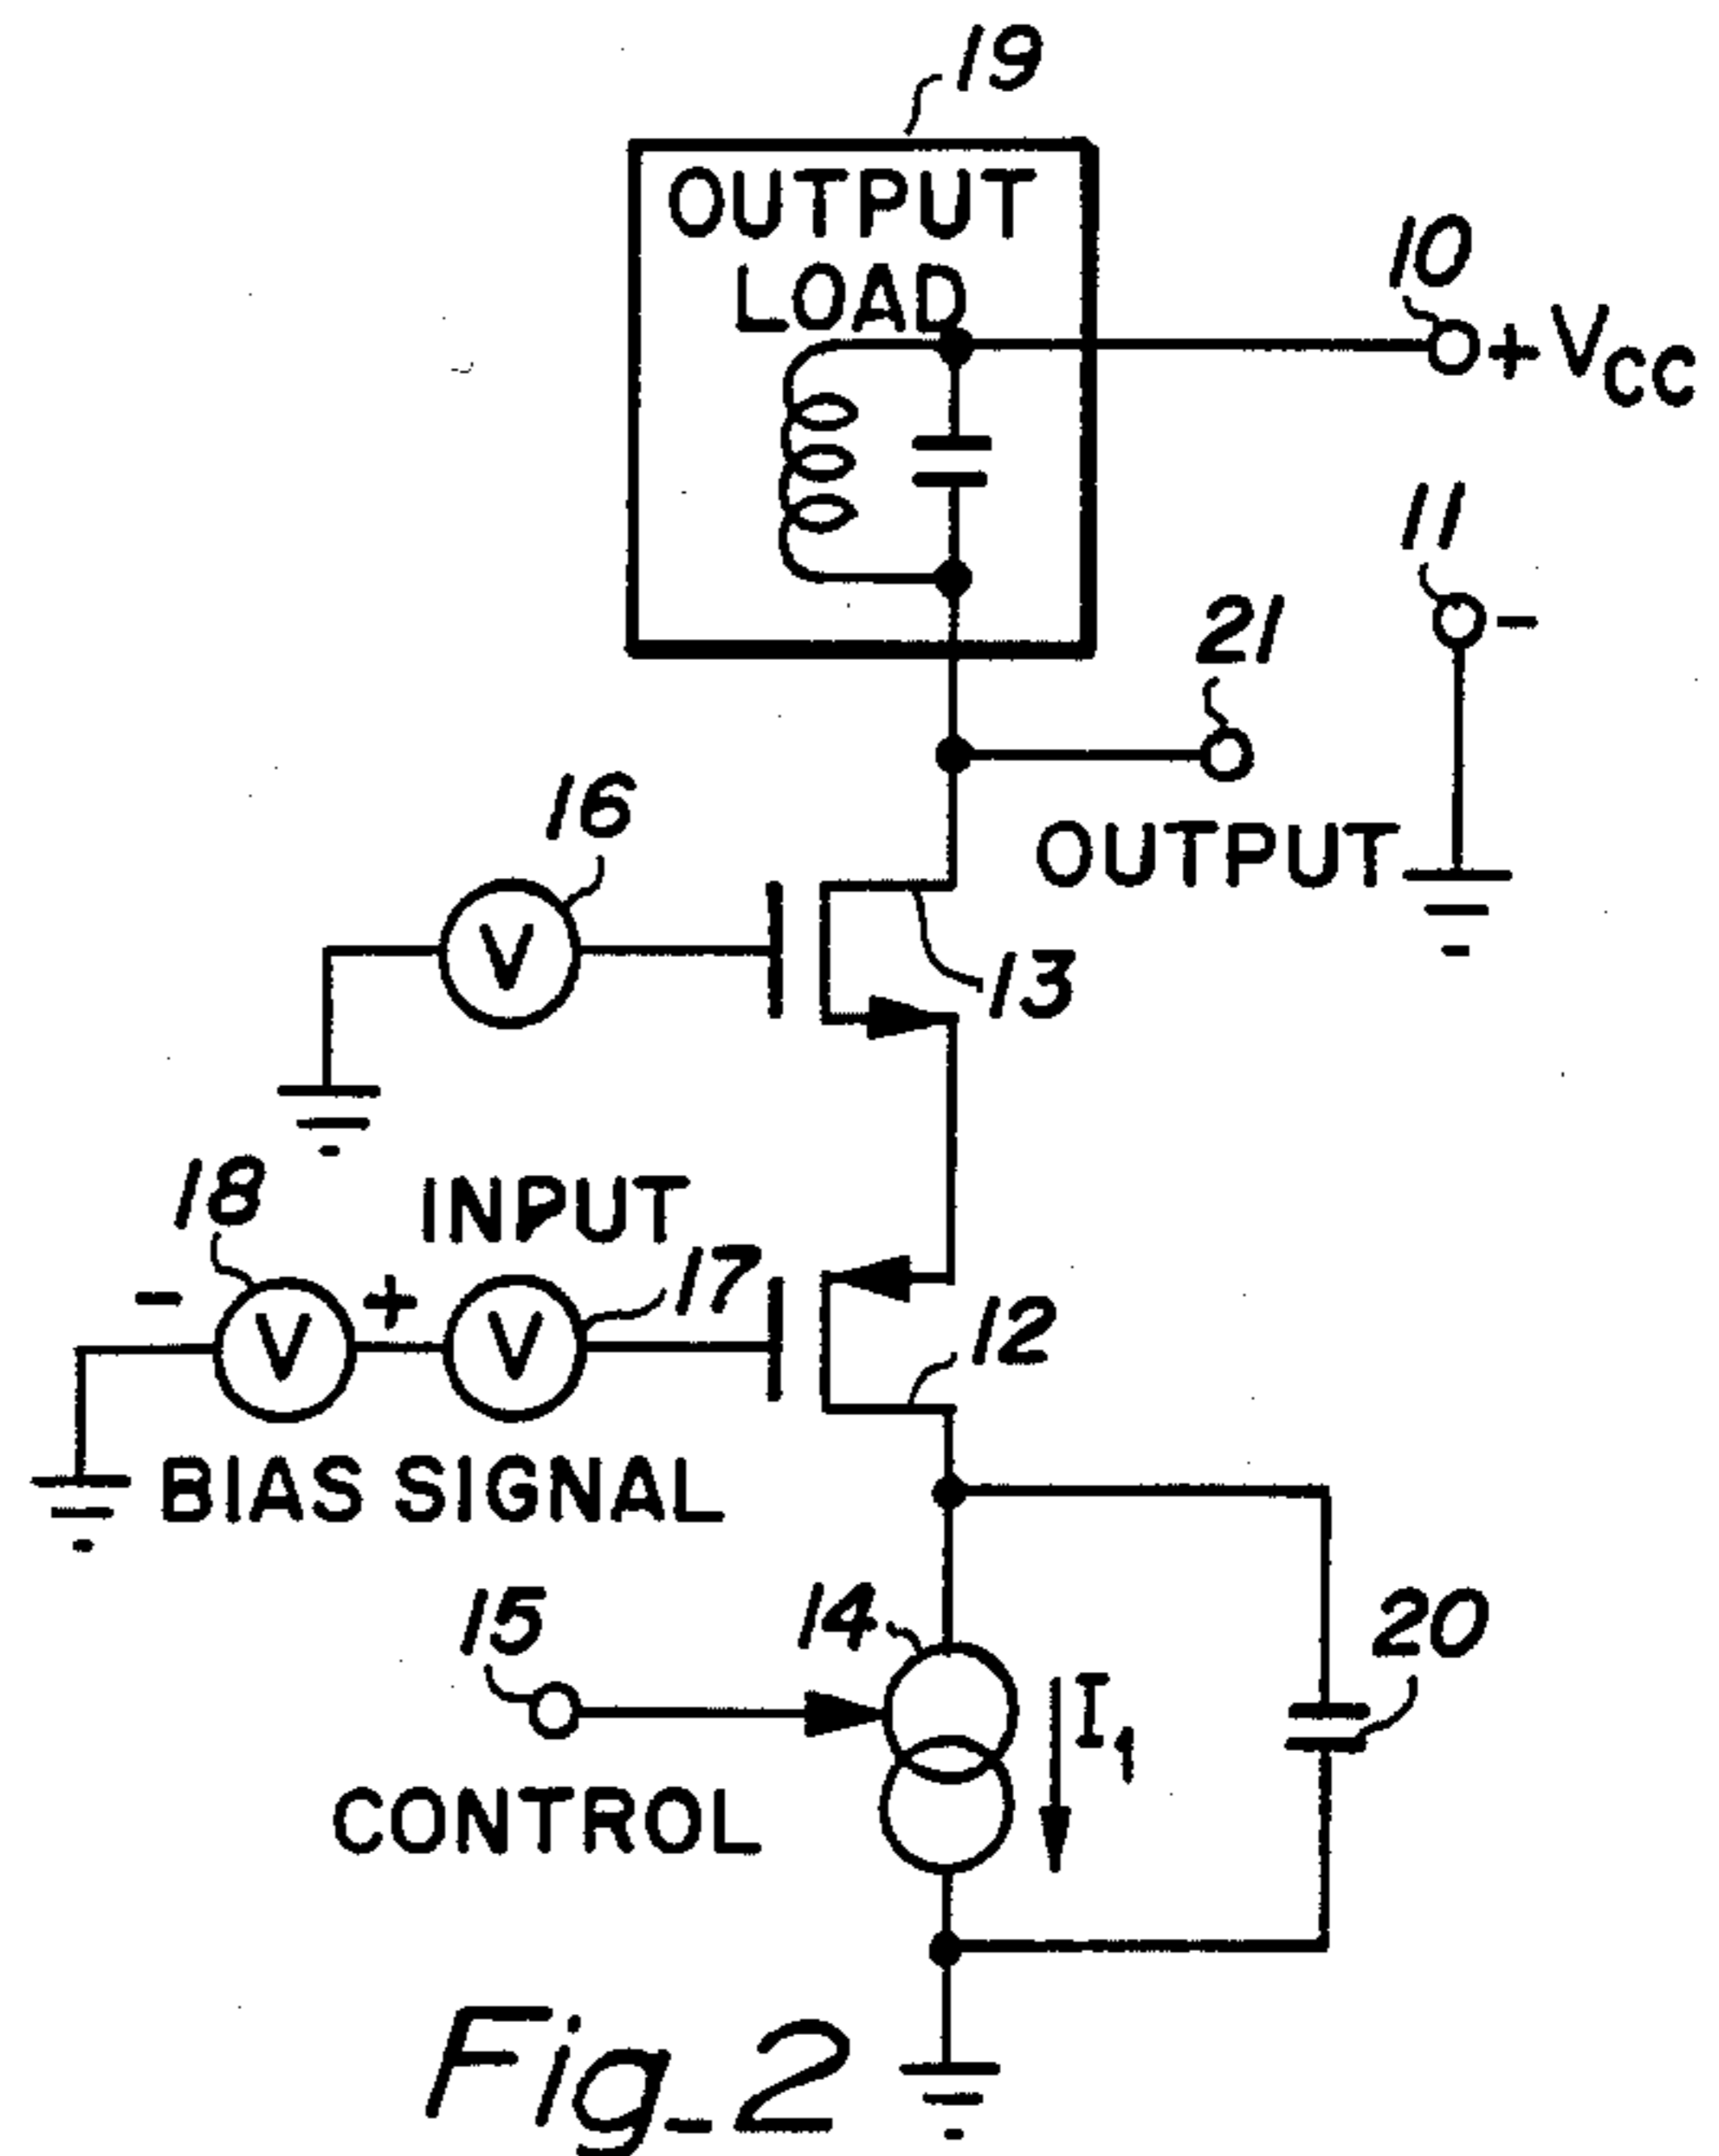 19
OUTPUT
LOAD
10
+ VCC
11
-
21
OUTPUT
16
V
13
18
INPUT
17
- V + V
12
BIAS SIGNAL
15
14
I1
20
CONTROL
Fig_2